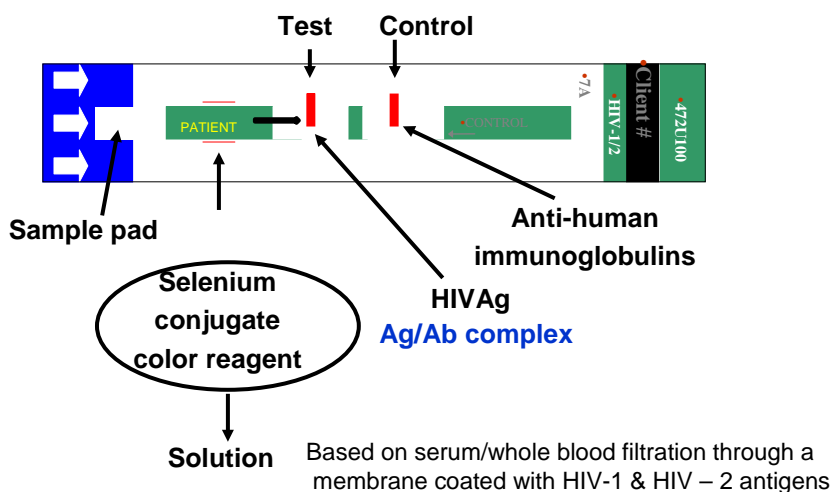 Test Control
PATIENT
CONTROL
•7A
•HIV-1/2
Client #
•472U100
Sample pad
Anti-human
immunoglobulins
Selenium
conjugate
color reagent
HIVAg
Ag/Ab complex
Solution
Based on serum/whole blood filtration through a
membrane coated with HIV-1 & HIV – 2 antigens